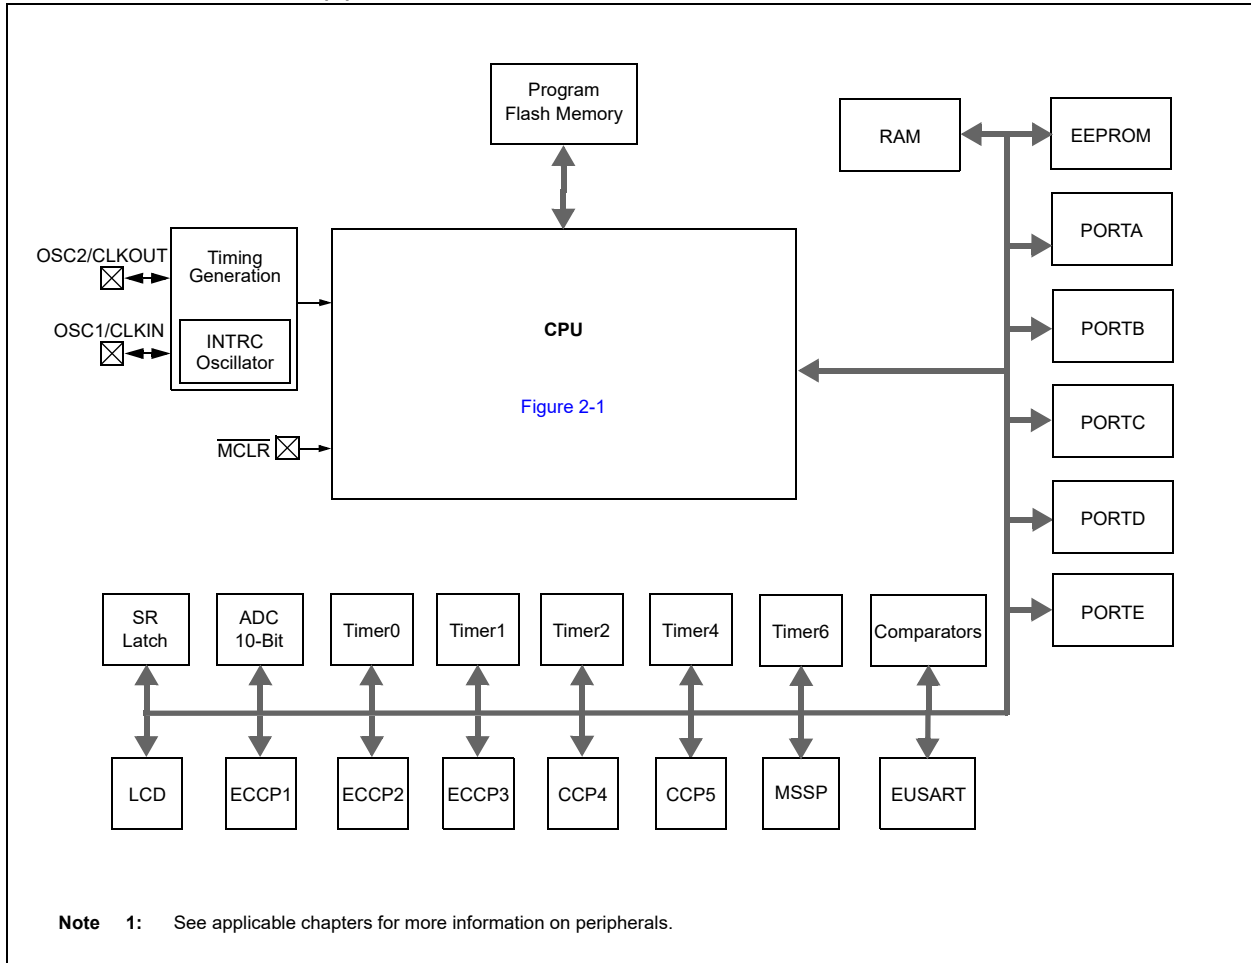 Program
Flash Memory
RAM
EEPROM
PORTA
OSC2/CLKOUT
Timing
Generation
OSC1/CLKIN
INTRC
Oscillator
CPU
PORTB
Figure 2-1
PORTC
MCLR
PORTD
PORTE
SR
Latch
ADC
10-Bit
Timer0
Timer1
Timer2
Timer4
Timer6
Comparators
LCD
ECCP1
ECCP2
ECCP3
CCP4
CCP5
MSSP
EUSART
Note 1: See applicable chapters for more information on peripherals.